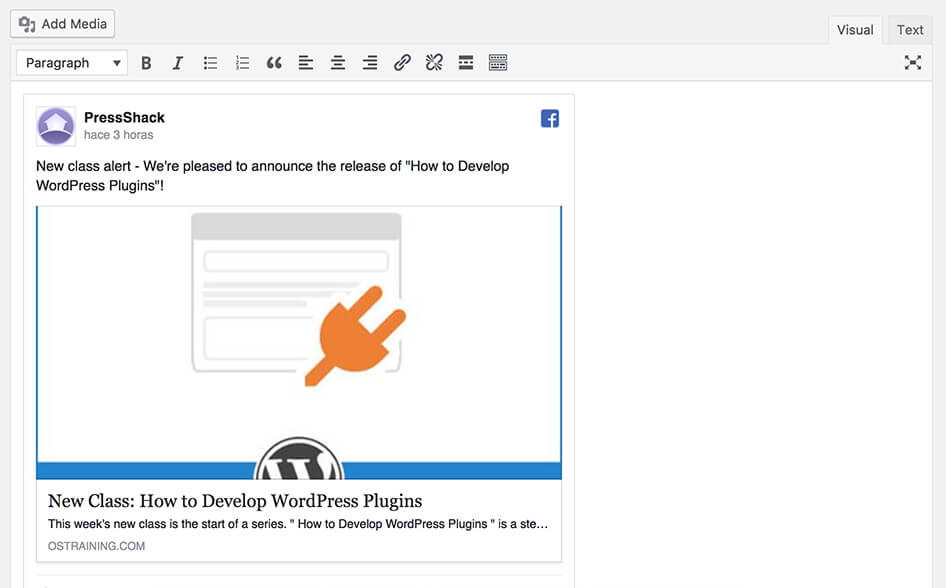 Add Media
Visual
Text
Paragraph
PressShack
hace 3 horas
New class alert - We're pleased to announce the release of "How to Develop
WordPress Plugins"!
New Class: How to Develop WordPress Plugins
This week's new class is the start of a series. " How to Develop WordPress Plugins " is a ste…
OSTRAINING.COM